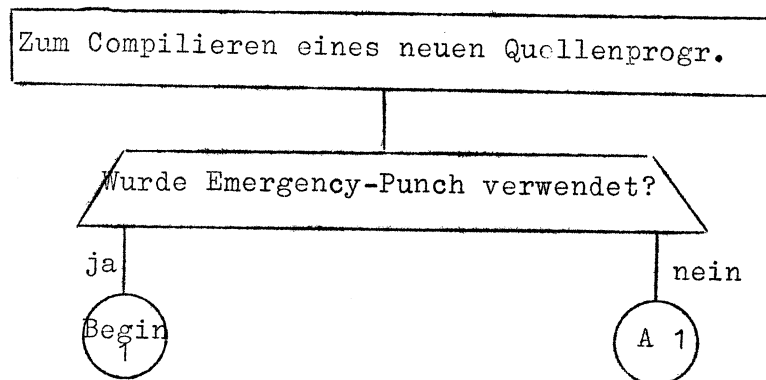 Zum Compilieren eines neuen Quellenprogr.
Wurde Emergency-Punch verwendet?
ja
nein
Begin
1
A 1